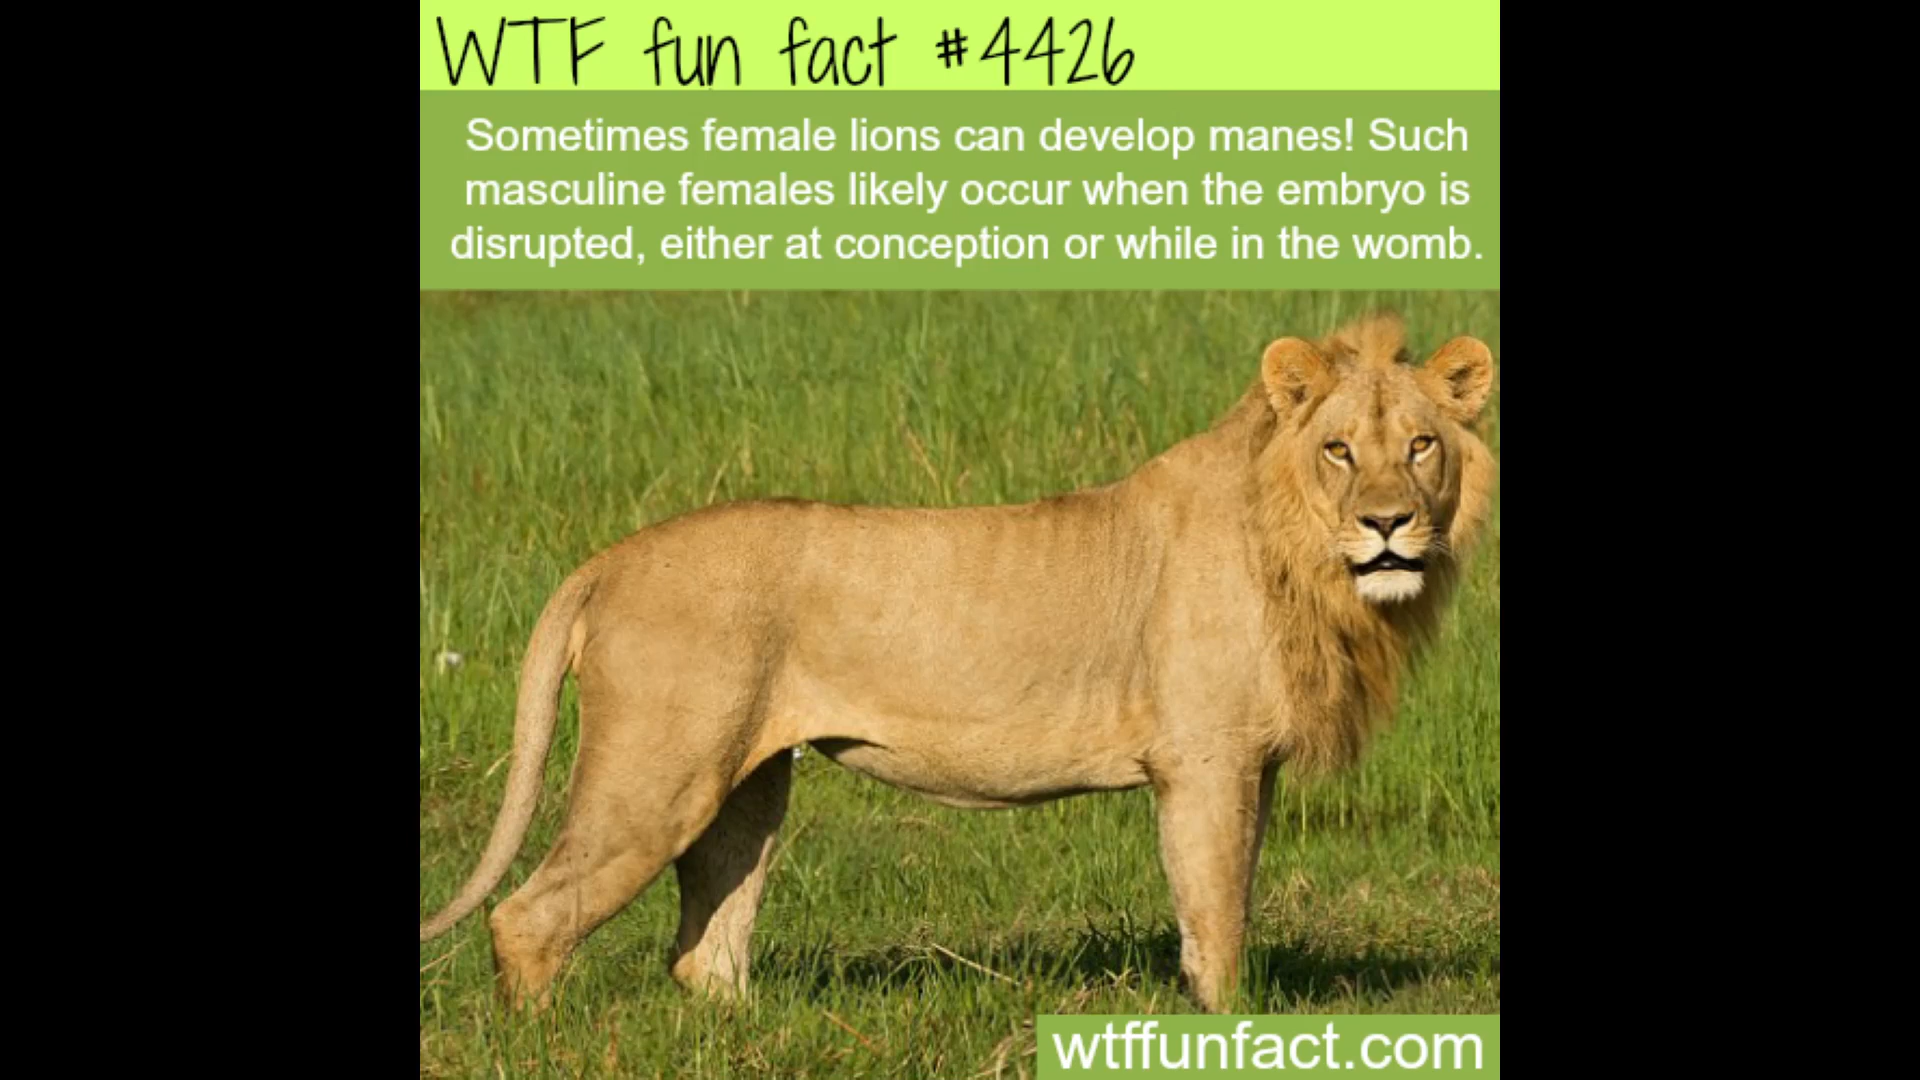 WTF fun fact #4426
Sometimes female lions can develop manes! Such
masculine females likely occur when the embryo is
disrupted, either at conception or while in the womb.
wtffunfact.com